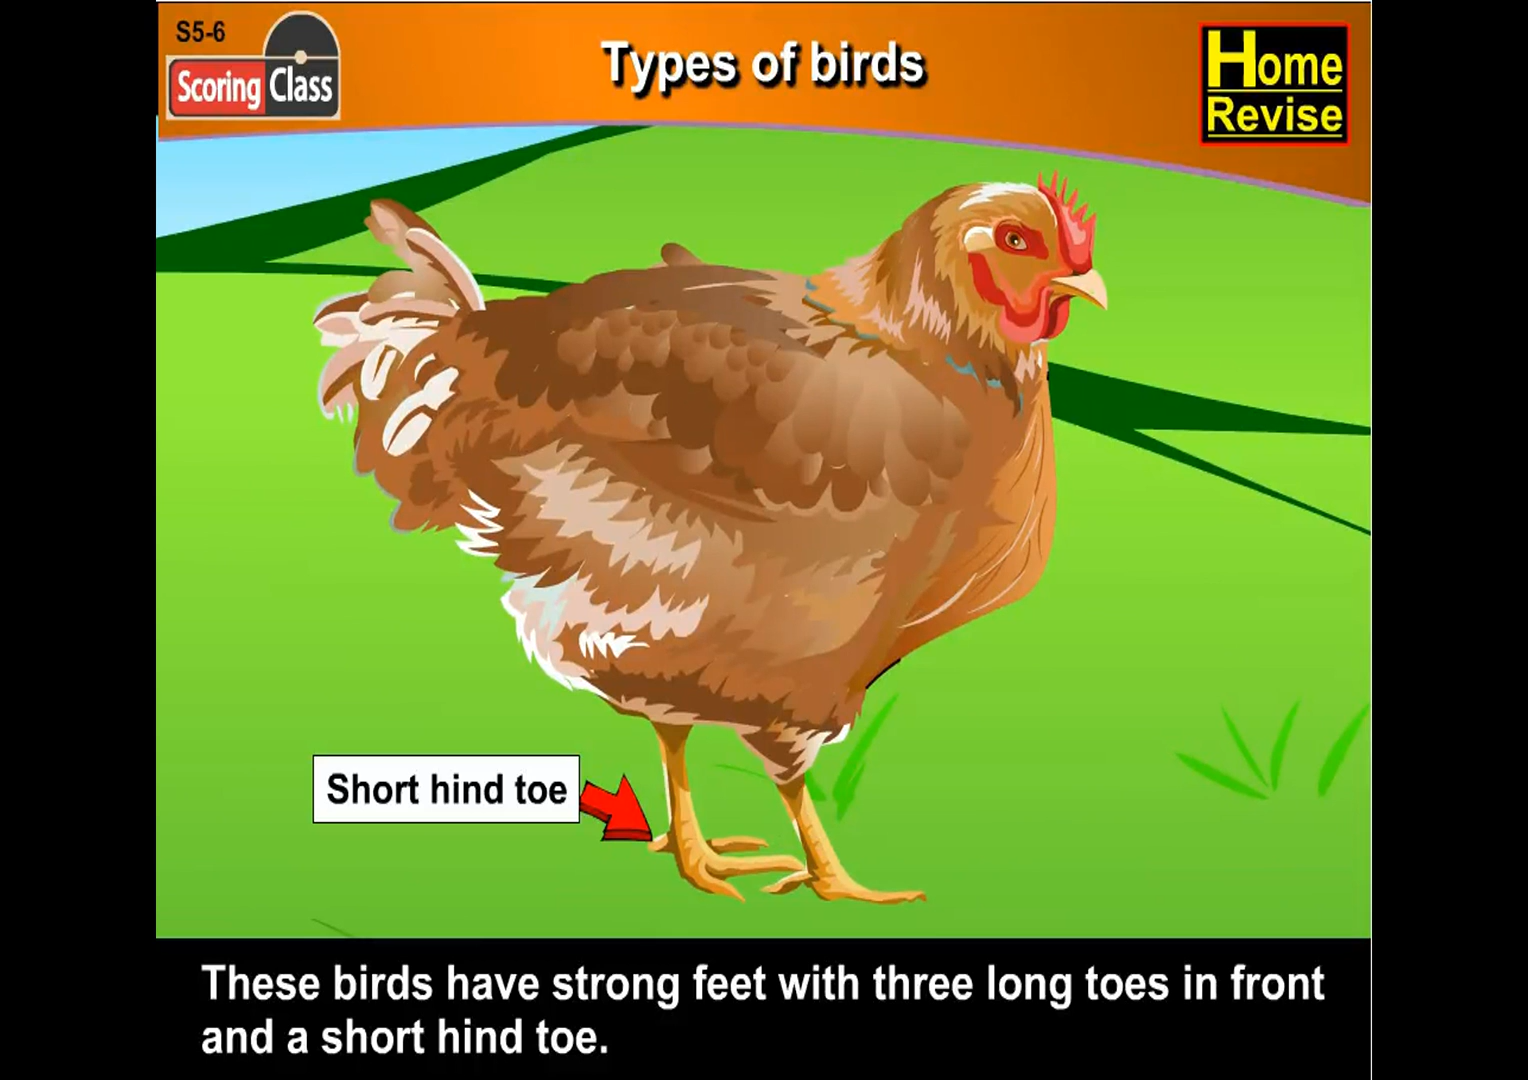 S5-6
Scoring Class
Types of birds
Home
Revise
Short hind toe
These birds have strong feet with three long toes in front
and a short hind toe.